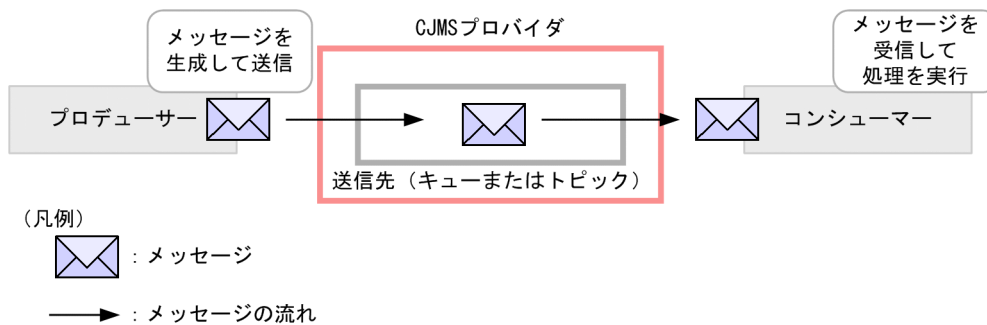 CJMSプロバイダ
メッセージを
生成して送信
メッセージを
受信して
処理を実行
プロデューサー
コンシューマー
送信先（キューまたはトピック）
（凡例）
：メッセージ
：メッセージの流れ